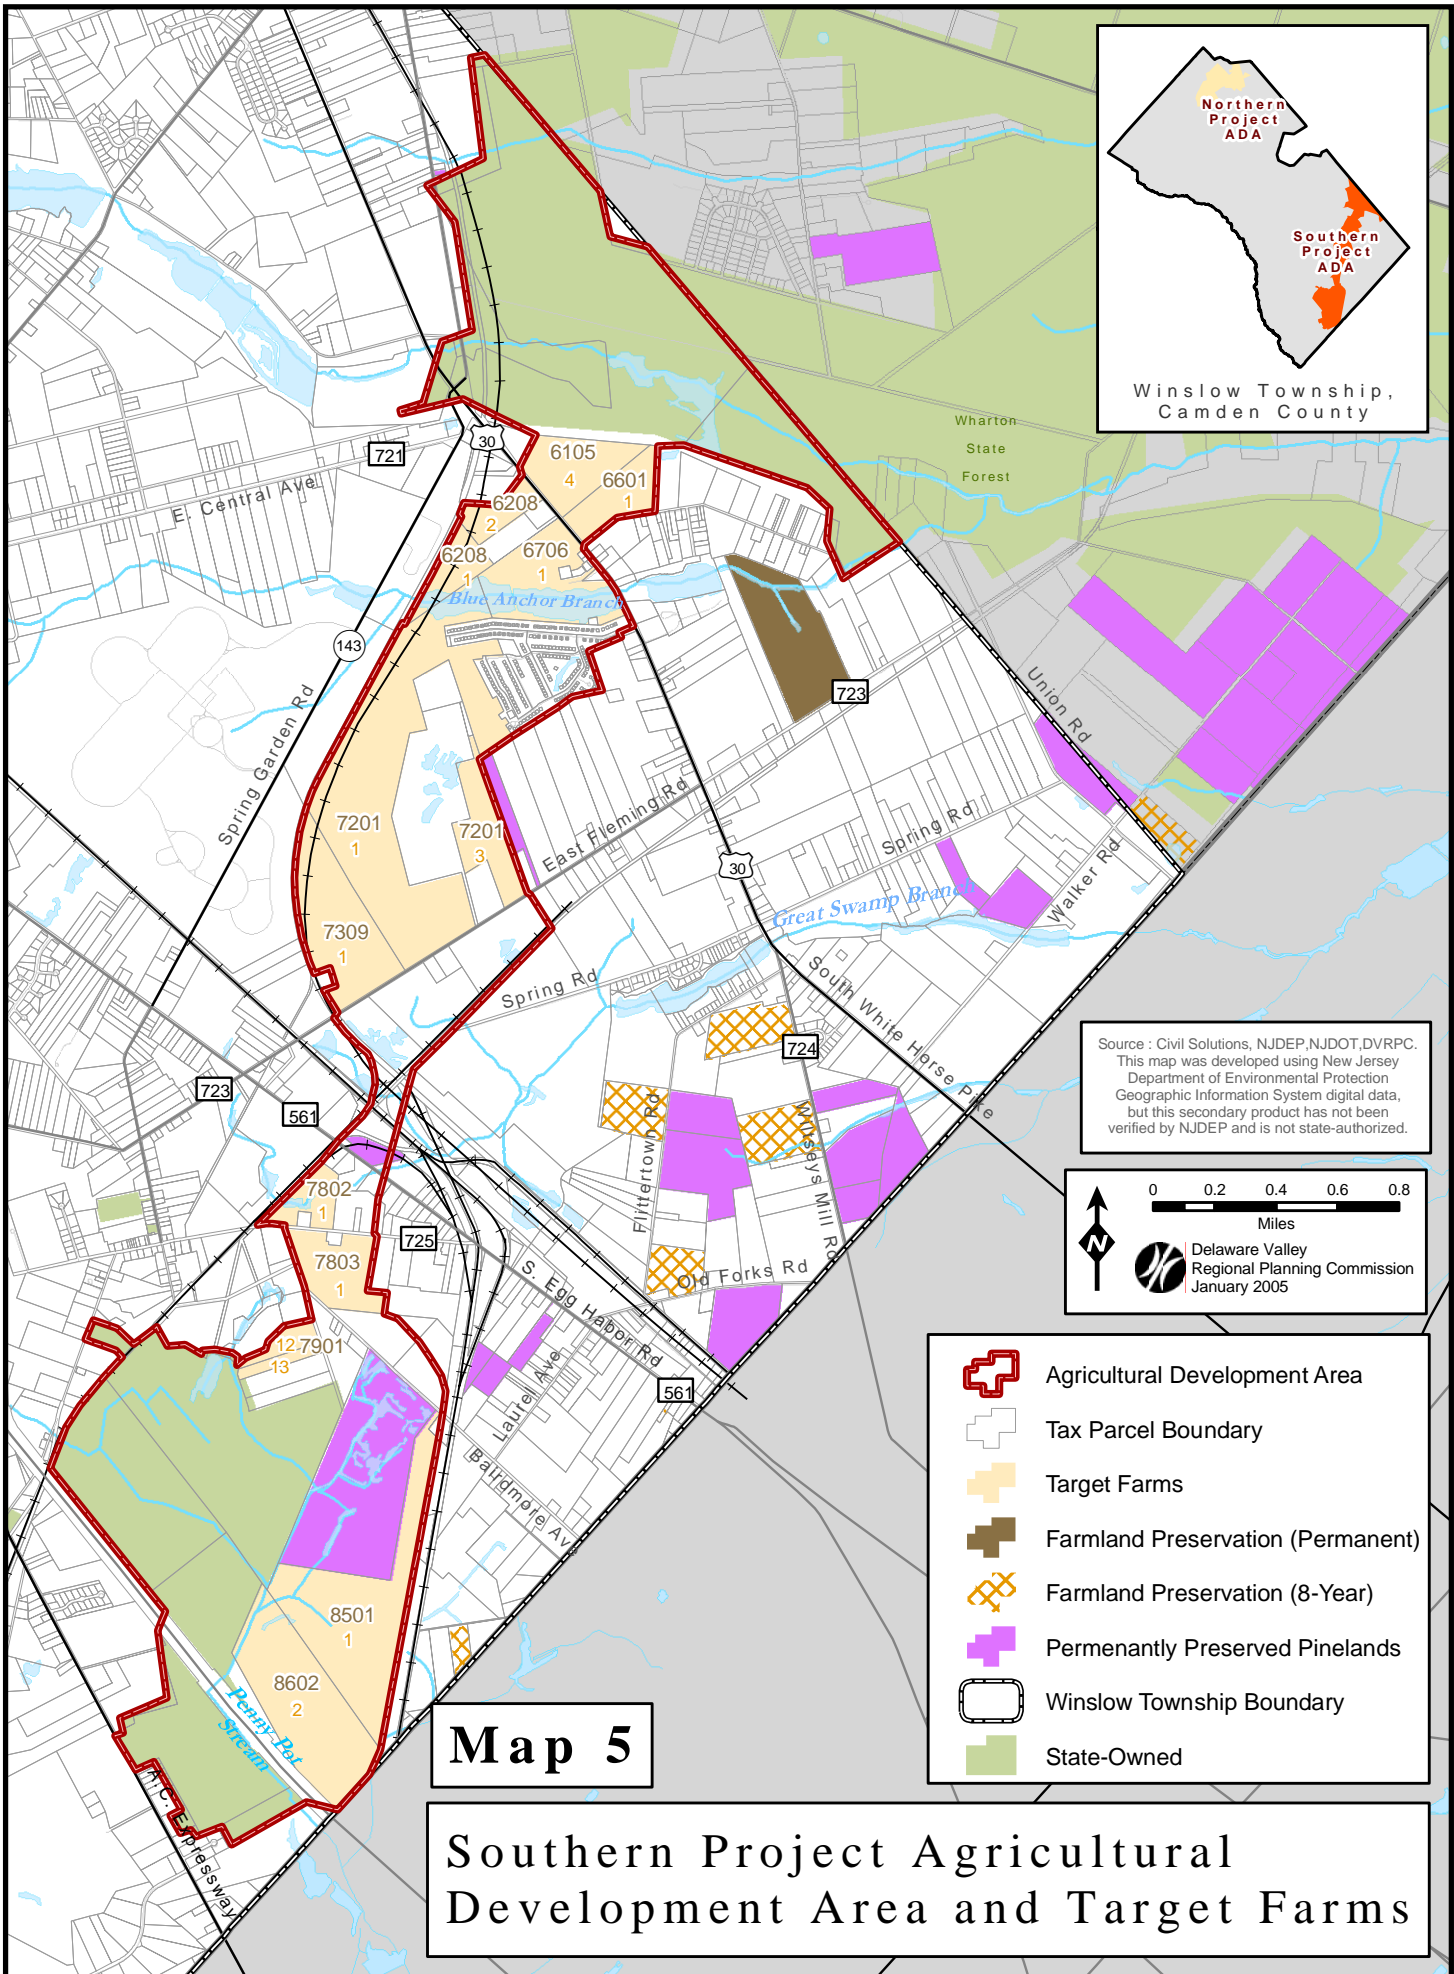 Northern
Project
ADA
Southern
Project
ADA
Winslow Township,
Camden County
Wharton
State
Forest
30
721
E. Central Ave
6105
4
6601
1
6208
2
6208
1
6706
1
Blue Anchor Branch
143
Spring Garden Rd
723
Union Rd
7201
1
7201
3
East Fleming Rd
30
Spring Rd
Walker Rd
Great Swamp Branch
7309
1
Spring Rd
South White Horse Pike
724
Source : Civil Solutions, NJDEP,NJDOT,DVRPC.
This map was developed using New Jersey
Department of Environmental Protection
Geographic Information System digital data,
but this secondary product has not been
verified by NJDEP and is not state-authorized.
723
561
Flittertown Rd
Wilseys Mill Rd
7802
1
725
7803
1
S. Egg Habor Rd
Old Forks Rd
0 0.2 0.4 0.6 0.8
Miles
N
Delaware Valley
Regional Planning Commission
January 2005
12
7901
13
Laurel Ave
561
Bairdmore Av
8501
1
8602
2
Penny Pot
Stream
A.C. Expressway
Agricultural Development Area
Tax Parcel Boundary
Target Farms
Farmland Preservation (Permanent)
Farmland Preservation (8-Year)
Permenantly Preserved Pinelands
Winslow Township Boundary
State-Owned
Map 5
Southern Project Agricultural
Development Area and Target Farms